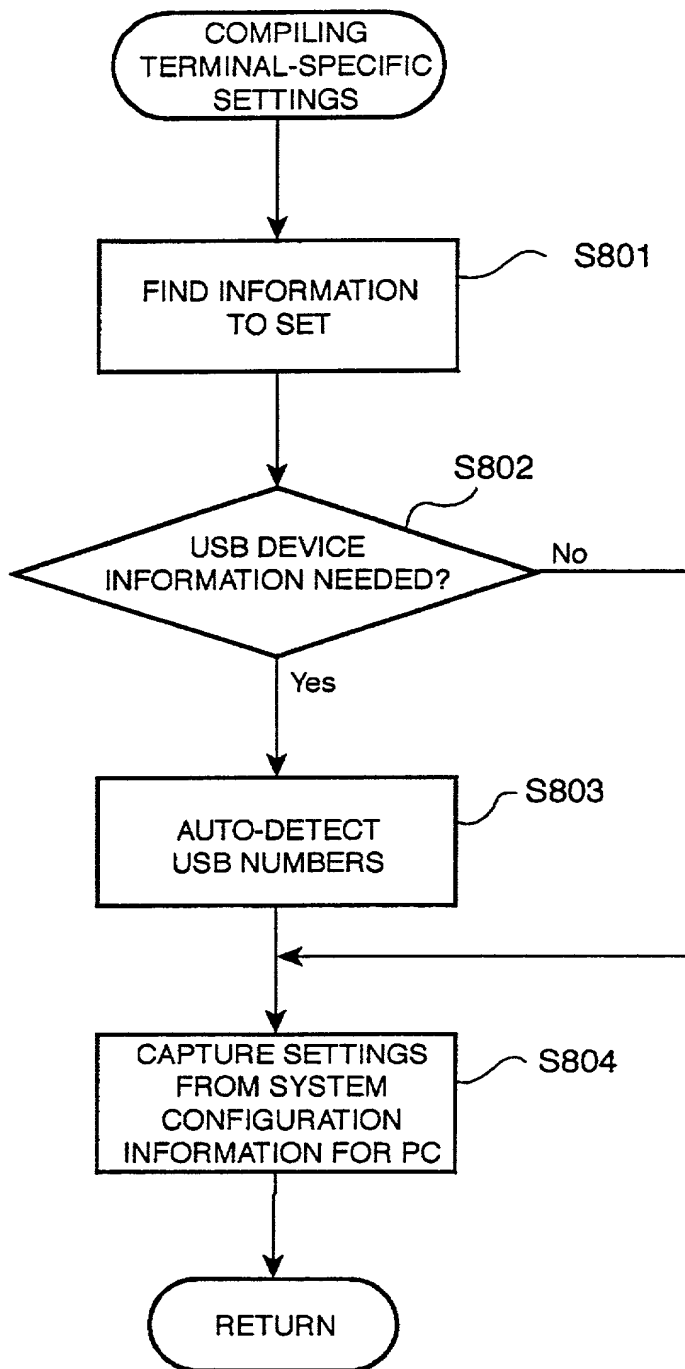 COMPILING
TERMINAL-SPECIFIC
SETTINGS
S801
FIND INFORMATION
TO SET
S802
USB DEVICE
INFORMATION NEEDED?
No
Yes
S803
AUTO-DETECT
USB NUMBERS
S804
CAPTURE SETTINGS
FROM SYSTEM
CONFIGURATION
INFORMATION FOR PC
RETURN